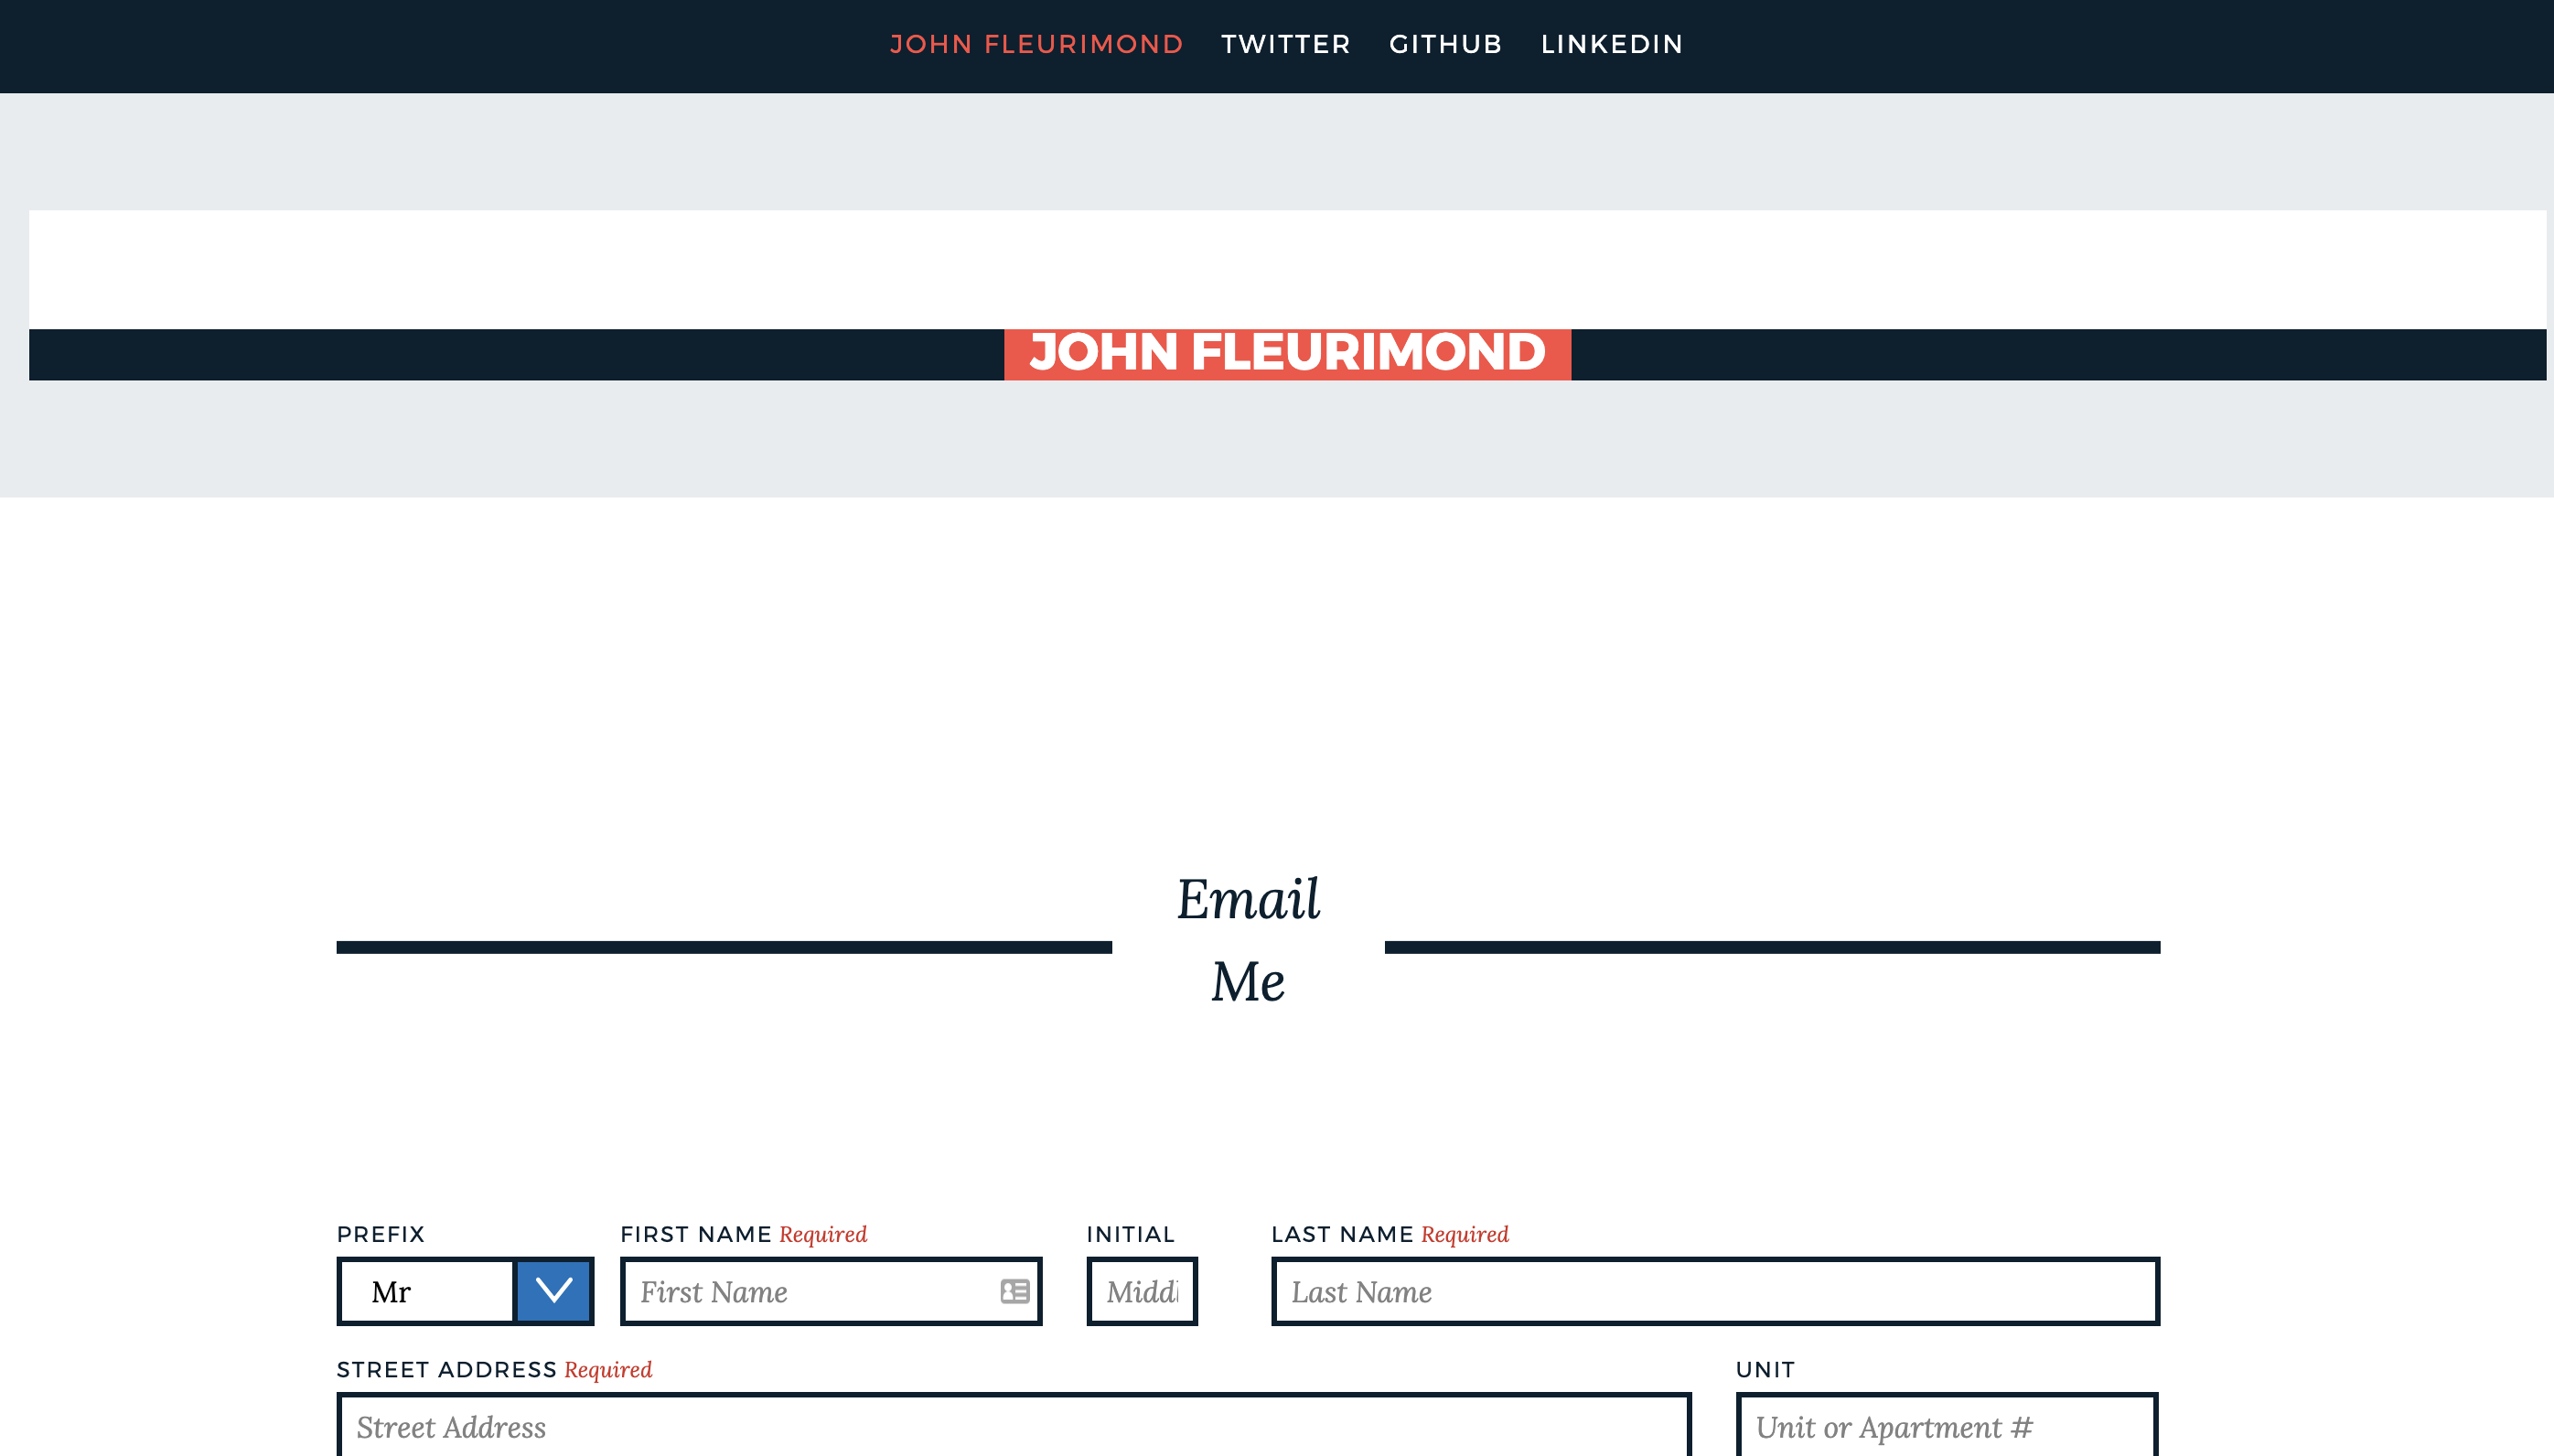 JOHN FLEURIMOND TWITTER GITHUB LINKEDIN
JOHN FLEURIMOND
Email
Me
PREFIX FIRST NAME Required INITIAL LAST NAME Required
Mr First Name Middl Last Name
STREET ADDRESS Required UNIT
Street Address Unit or Apartment #